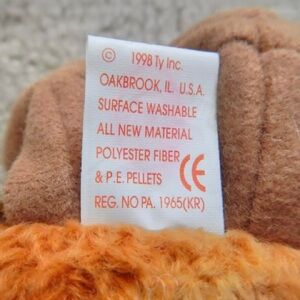 © 1998 Ty Inc.
OAKBROOK, IL. U.S.A.
SURFACE WASHABLE
ALL NEW MATERIAL
POLYESTER FIBER
& P.E. PELLETS CE
REG. NO PA. 1965(KR)